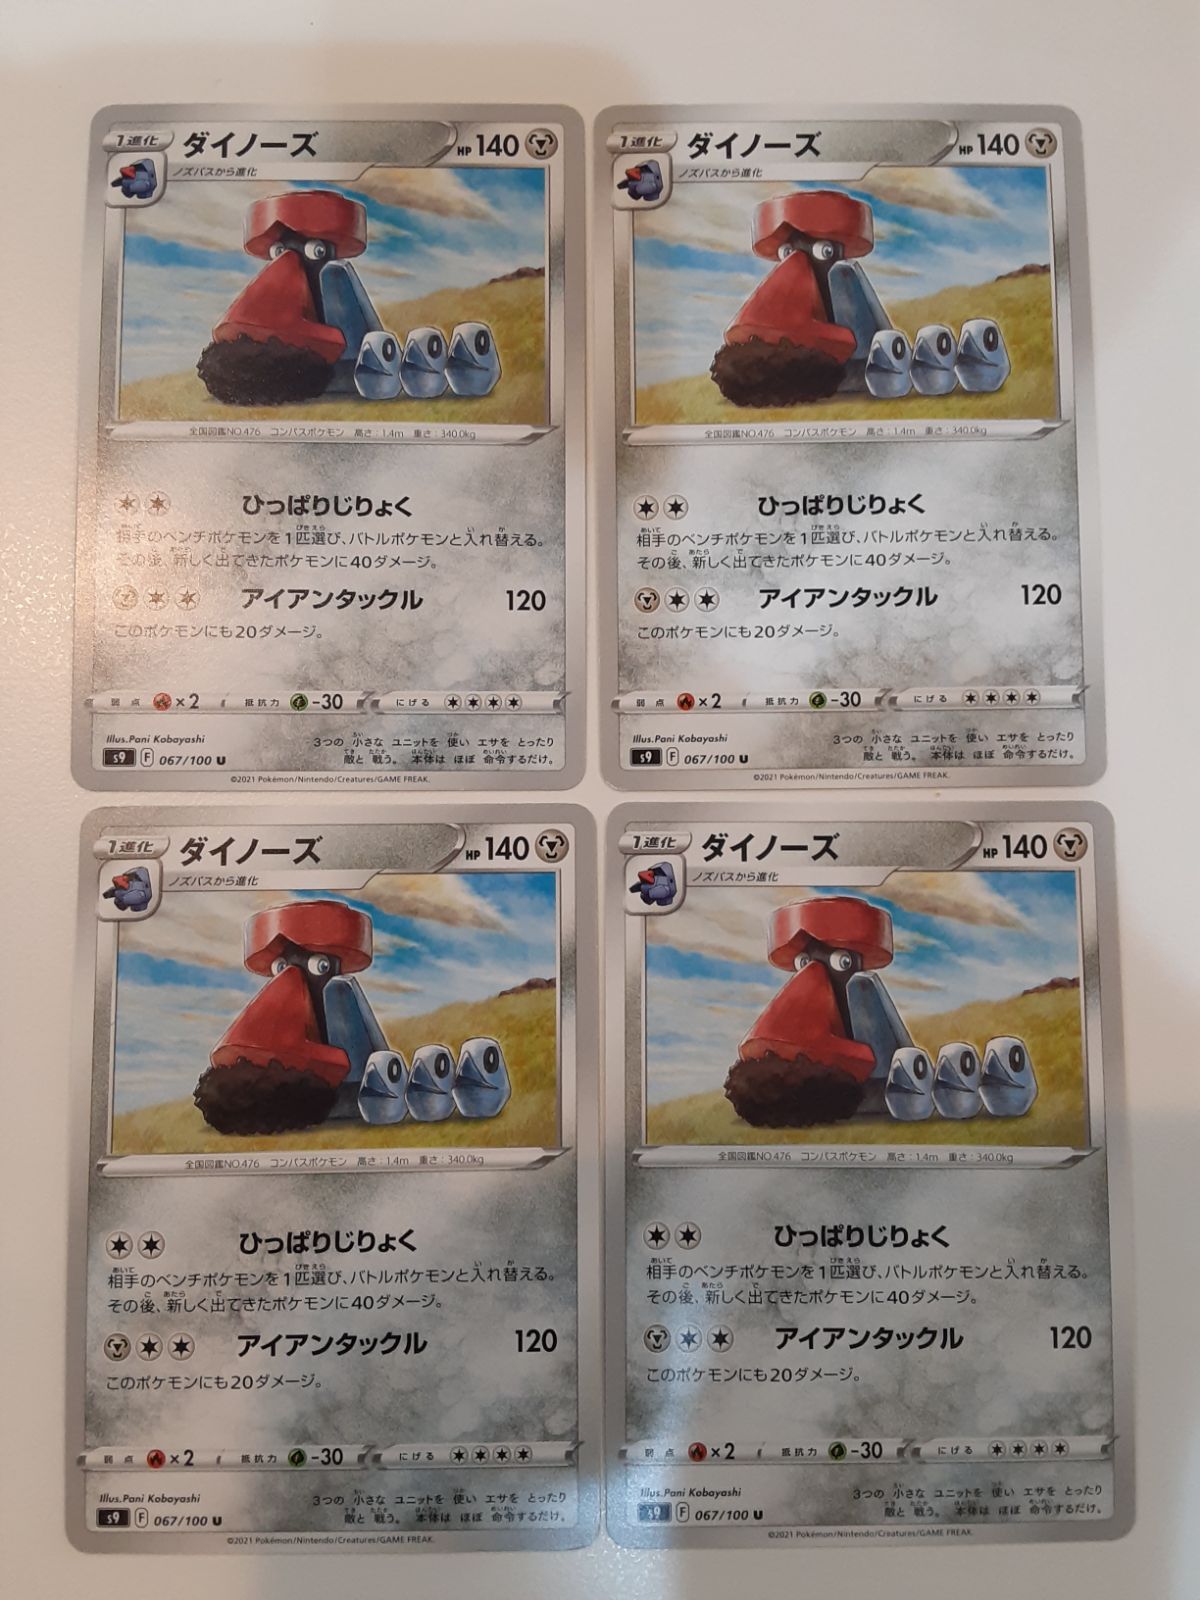 1進化 ダイノーズ HP 140
ノズパスから進化
全国図鑑NO.476 コンパスポケモン 高さ：1.4m 重さ：340.0kg
ひっぱりじりょく
相手のベンチポケモンを1匹選び、バトルポケモンと入れ替える。
その後、新しく出てきたポケモンに40ダメージ。
アイアンタックル 120
このポケモンにも20ダメージ。
弱点 ×2 抵抗力 -30 にげる
Illus.Pani Kobayashi
3つの 小さな ユニットを 使い エサを とったり
敵と 戦う。 本体は ほぼ 命令するだけ。
s9 F 067/100 U
©2021 Pokémon/Nintendo/Creatures/GAME FREAK.
1進化 ダイノーズ HP 140
ノズパスから進化
全国図鑑NO.476 コンパスポケモン 高さ：1.4m 重さ：340.0kg
ひっぱりじりょく
相手のベンチポケモンを1匹選び、バトルポケモンと入れ替える。
その後、新しく出てきたポケモンに40ダメージ。
アイアンタックル 120
このポケモンにも20ダメージ。
弱点 ×2 抵抗力 -30 にげる
Illus.Pani Kobayashi
3つの 小さな ユニットを 使い エサを とったり
敵と 戦う。 本体は ほぼ 命令するだけ。
s9 F 067/100 U
©2021 Pokémon/Nintendo/Creatures/GAME FREAK.
1進化 ダイノーズ HP 140
ノズパスから進化
全国図鑑NO.476 コンパスポケモン 高さ：1.4m 重さ：340.0kg
ひっぱりじりょく
相手のベンチポケモンを1匹選び、バトルポケモンと入れ替える。
その後、新しく出てきたポケモンに40ダメージ。
アイアンタックル 120
このポケモンにも20ダメージ。
弱点 ×2 抵抗力 -30 にげる
Illus.Pani Kobayashi
3つの 小さな ユニットを 使い エサを とったり
敵と 戦う。 本体は ほぼ 命令するだけ。
s9 F 067/100 U
©2021 Pokémon/Nintendo/Creatures/GAME FREAK.
1進化 ダイノーズ HP 140
ノズパスから進化
全国図鑑NO.476 コンパスポケモン 高さ：1.4m 重さ：340.0kg
ひっぱりじりょく
相手のベンチポケモンを1匹選び、バトルポケモンと入れ替える。
その後、新しく出てきたポケモンに40ダメージ。
アイアンタックル 120
このポケモンにも20ダメージ。
弱点 ×2 抵抗力 -30 にげる
Illus.Pani Kobayashi
3つの 小さな ユニットを 使い エサを とったり
敵と 戦う。 本体は ほぼ 命令するだけ。
s9 F 067/100 U
©2021 Pokémon/Nintendo/Creatures/GAME FREAK.